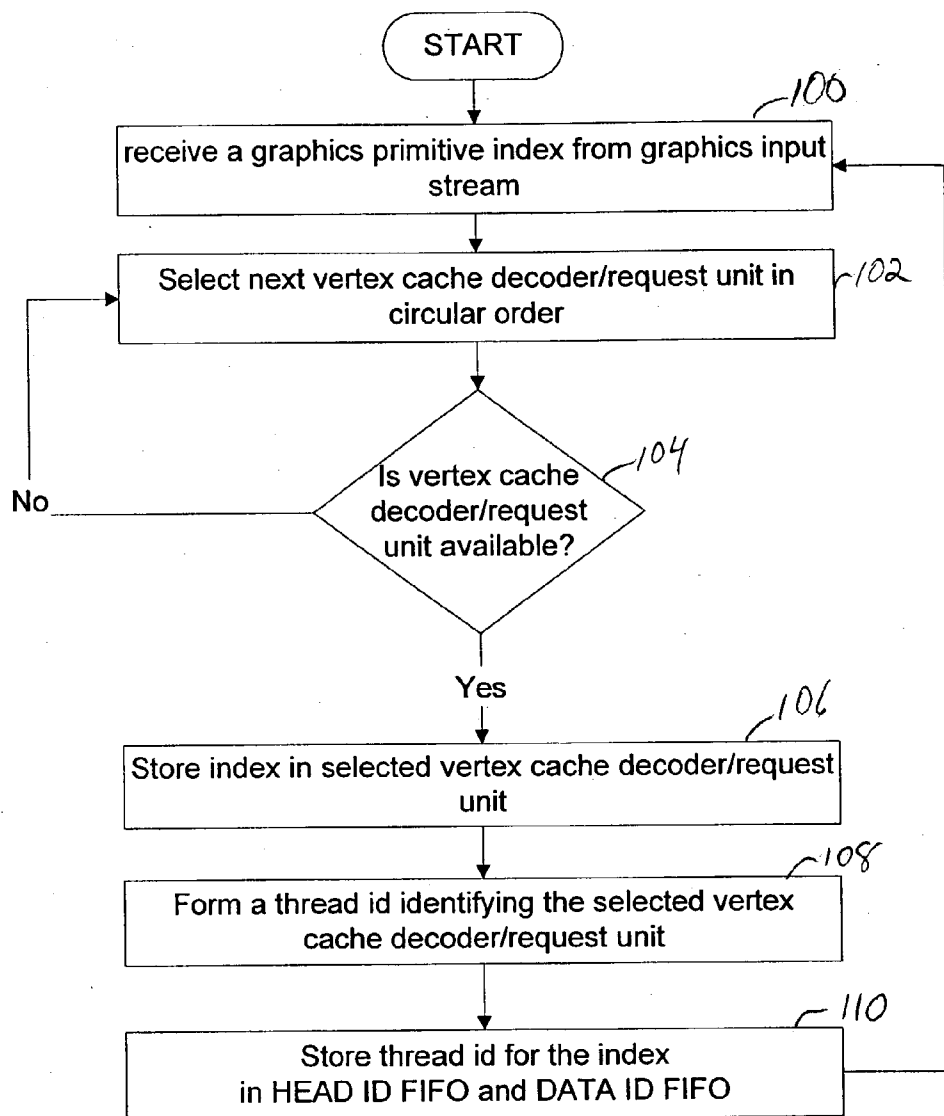 START
100
receive a graphics primitive index from graphics input
stream
Select next vertex cache decoder/request unit in
circular order
102
Is vertex cache
decoder/request
unit available?
104
No
Yes
106
Store index in selected vertex cache decoder/request
unit
108
Form a thread id identifying the selected vertex
cache decoder/request unit
110
Store thread id for the index
in HEAD ID FIFO and DATA ID FIFO